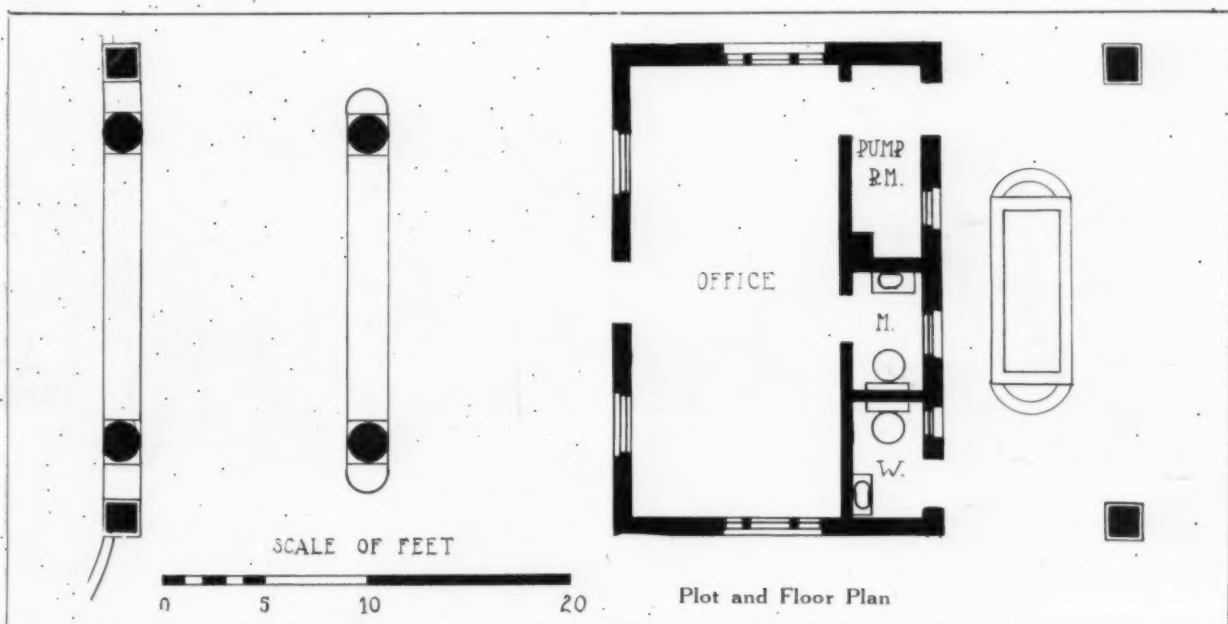 PUMP
RM.
OFFICE
M.
W.
SCALE OF FEET
0 5 10 20
Plot and Floor Plan